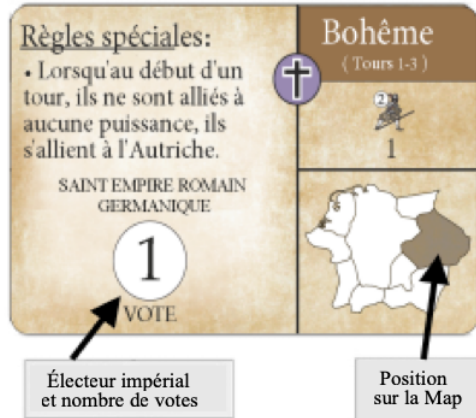 Règles spéciales:
• Lorsqu'au début d'un
tour, ils ne sont alliés à
aucune puissance, ils
s'allient à l'Autriche.
SAINT EMPIRE ROMAIN
GERMANIQUE
1
VOTE
Bohême
( Tours 1-3 )
2
1
Électeur impérial
et nombre de votes
Position
sur la Map